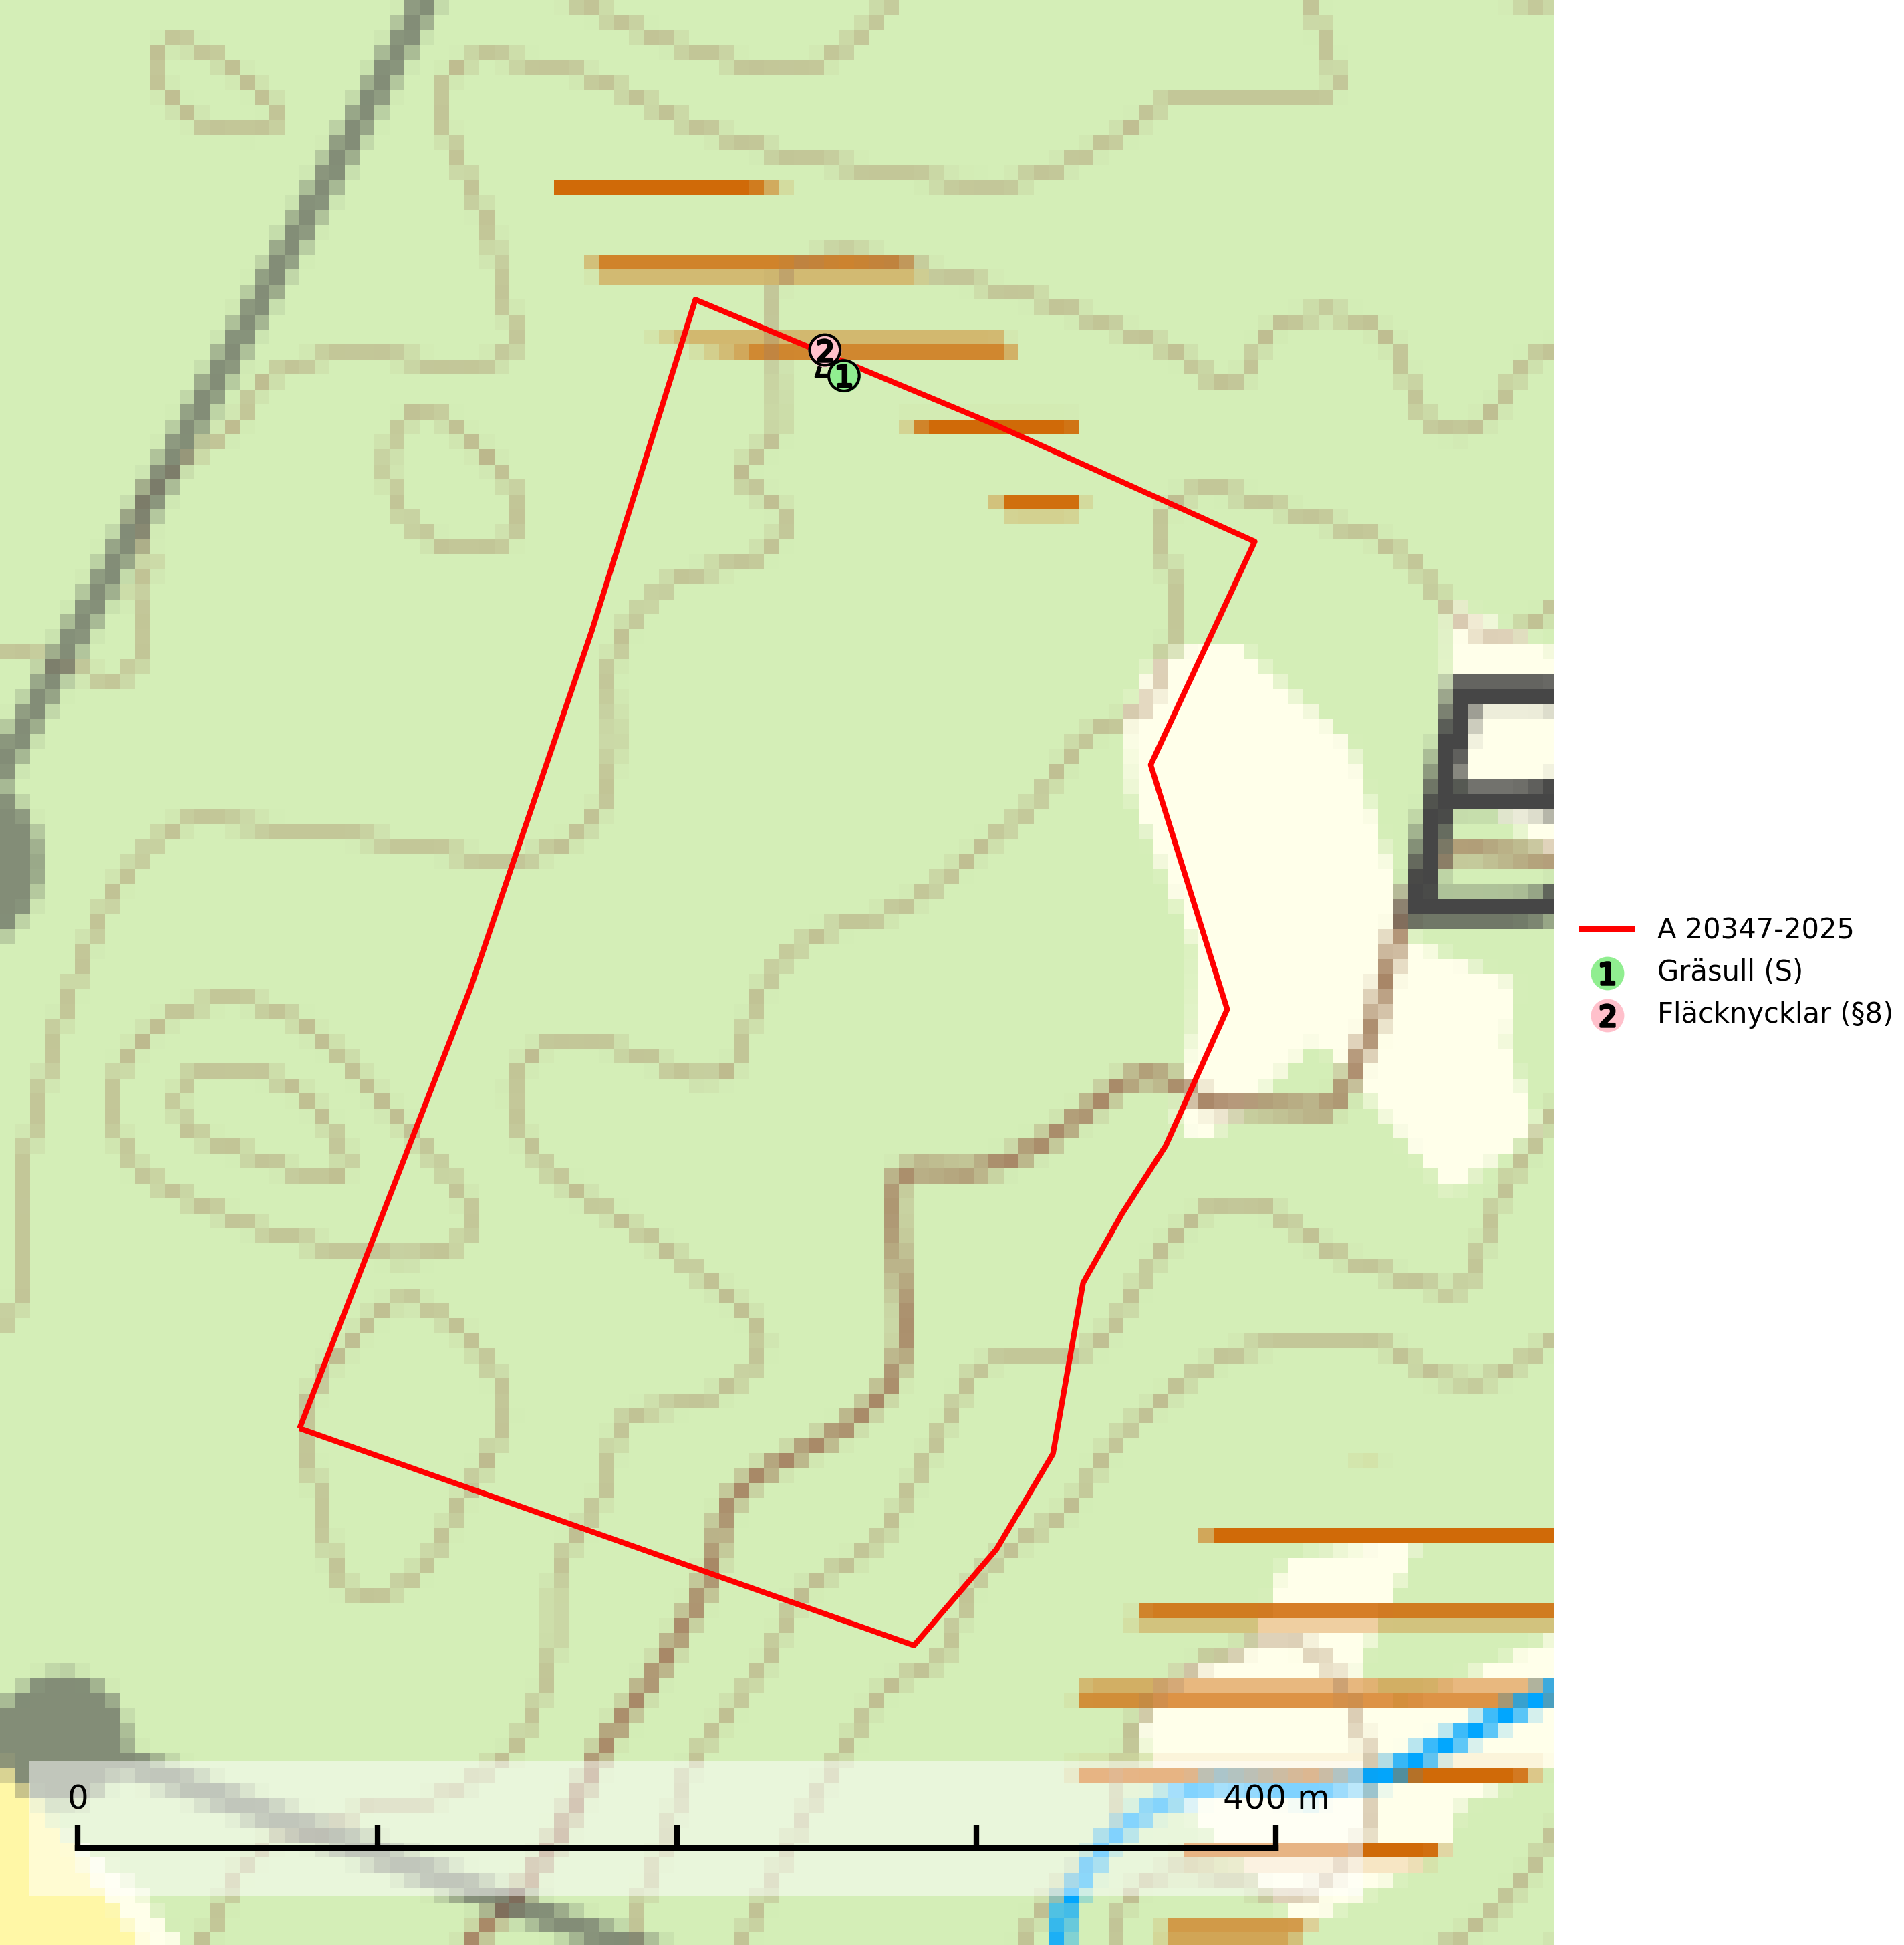 2
1
A 20347-2025
1 Gräsull (S)
2 Fläcknycklar (§8)
0 400 m